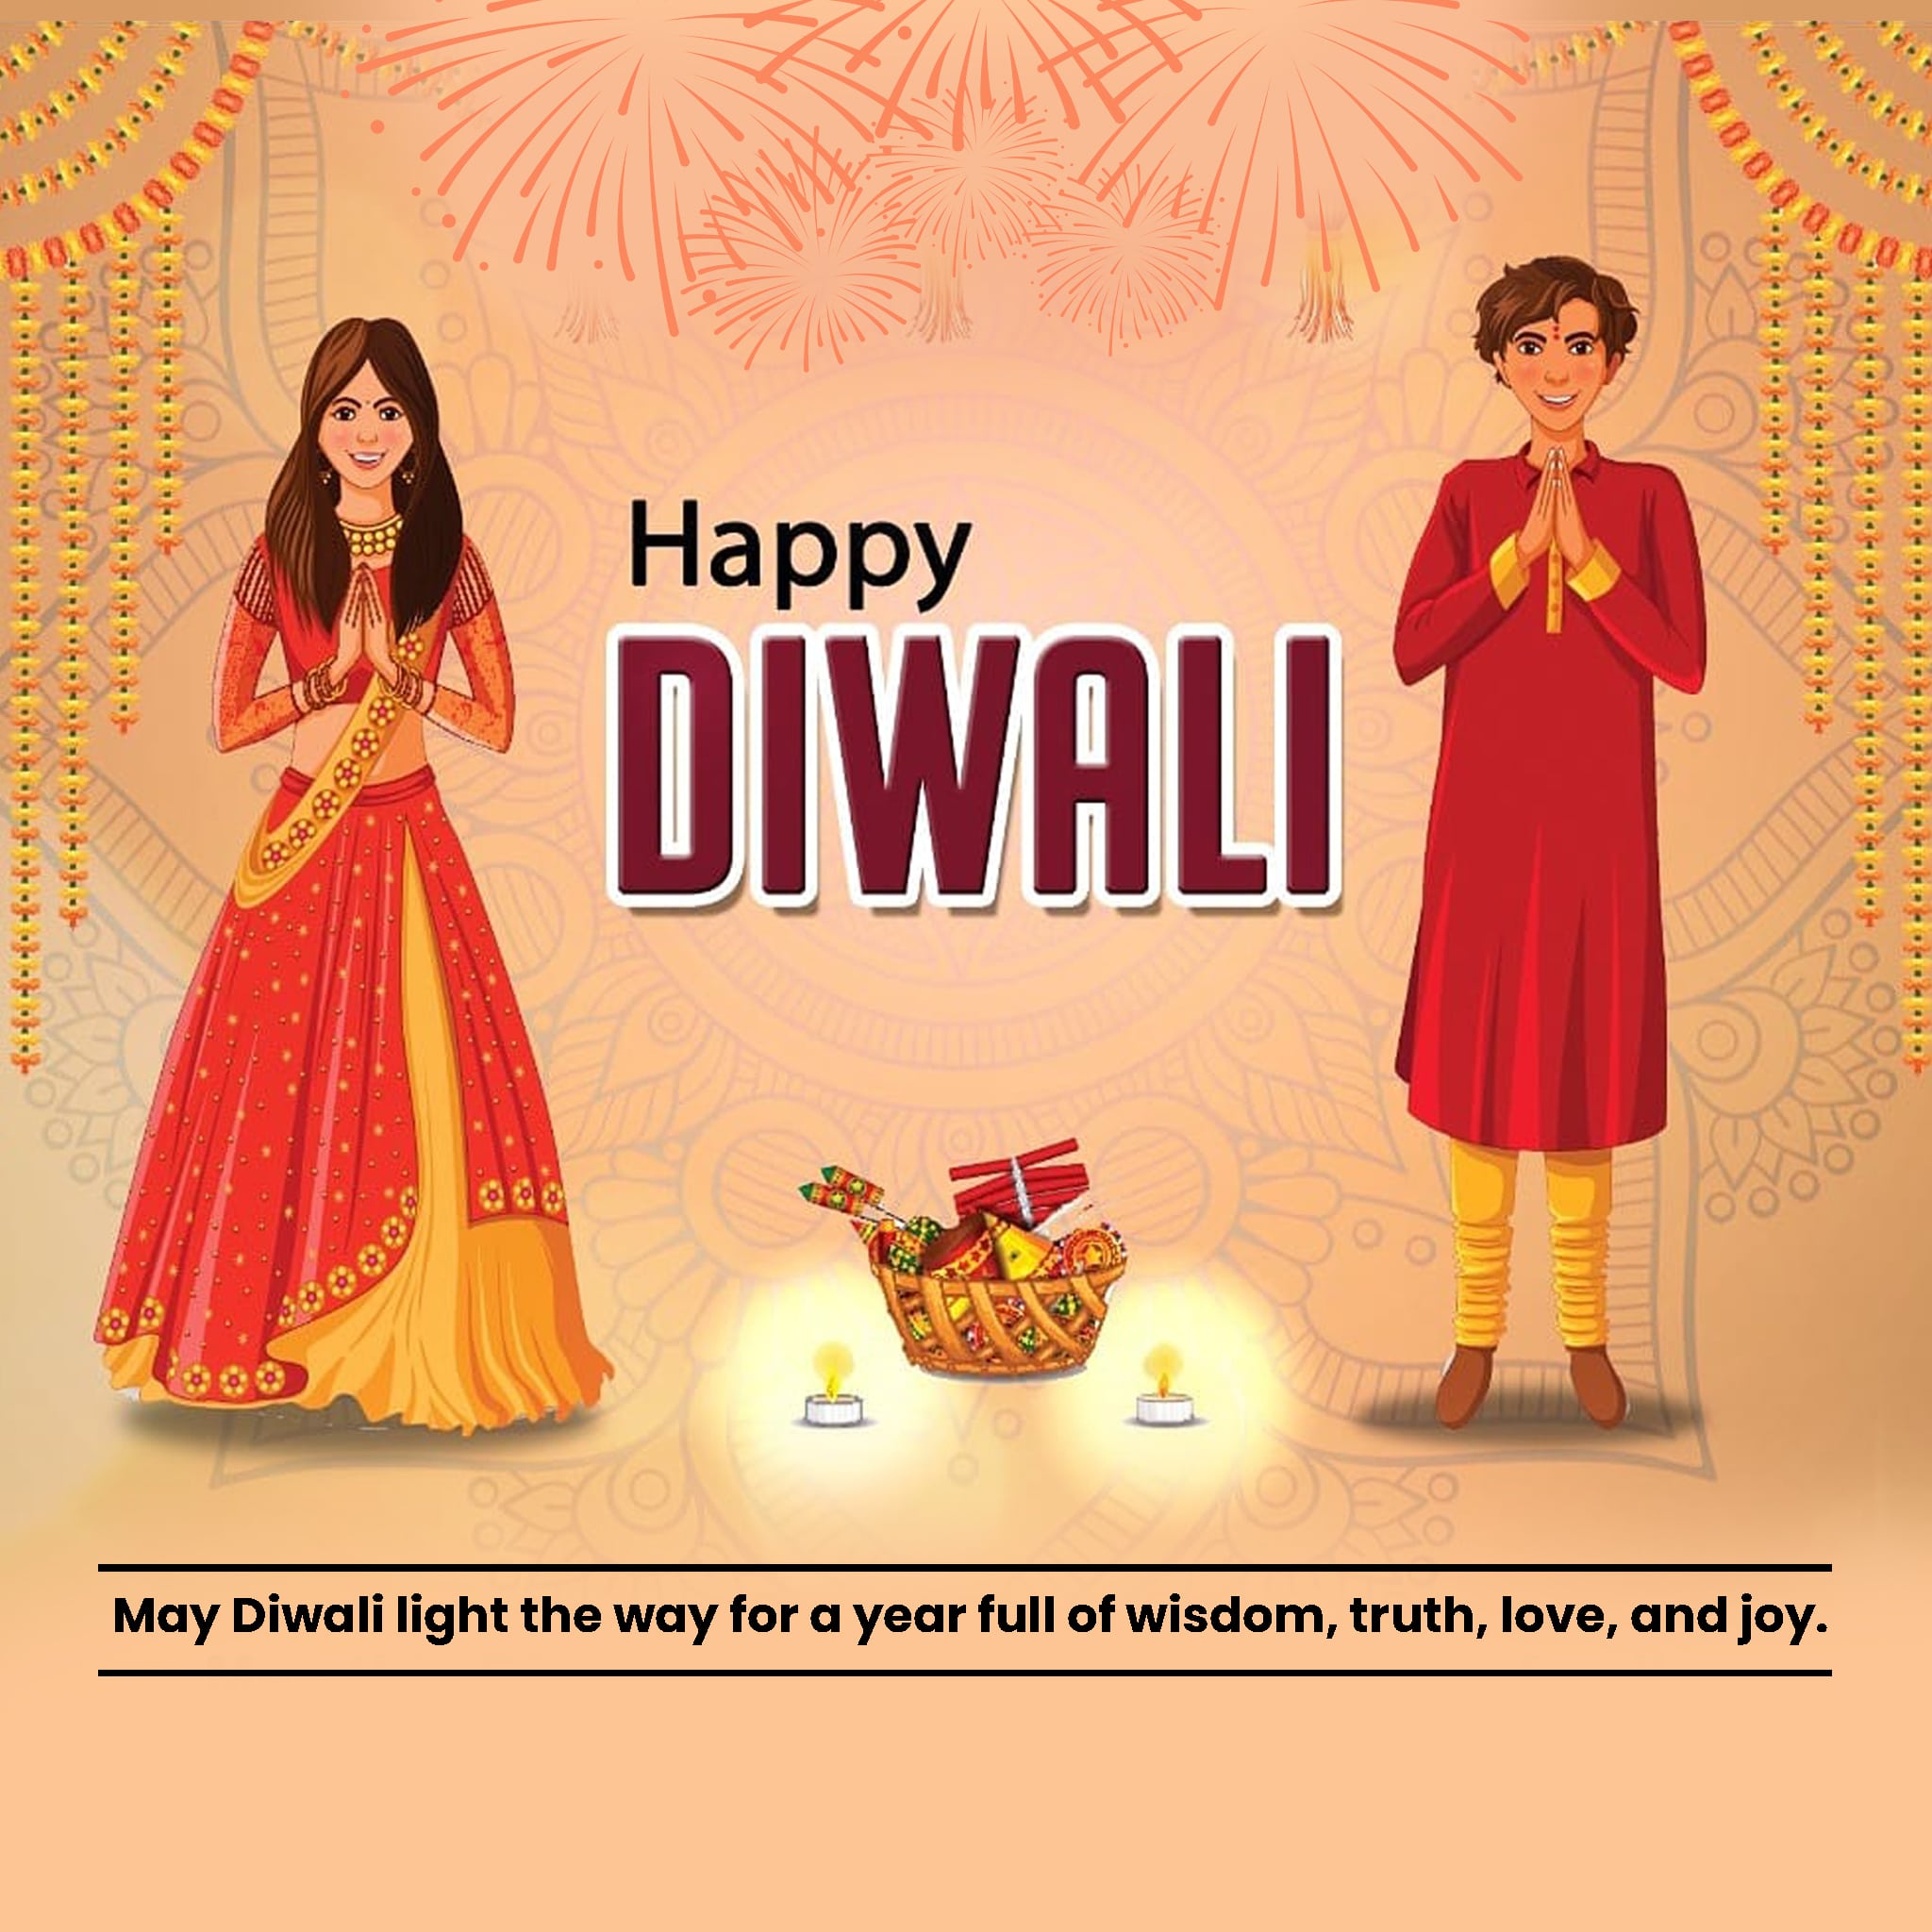 Happy
DIWALI
May Diwali light the way for a year full of wisdom, truth, love, and joy.